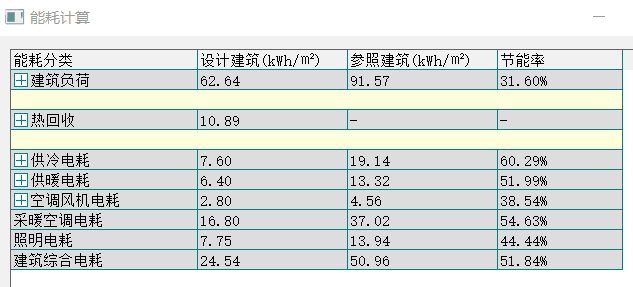 能耗计算
能耗分类 设计建筑(kWh/m²) 参照建筑(kWh/m²) 节能率
建筑负荷 62.64 91.57 31.60%
热回收 10.89 - -
供冷电耗 7.60 19.14 60.29%
供暖电耗 6.40 13.32 51.99%
空调风机电耗 2.80 4.56 38.54%
采暖空调电耗 16.80 37.02 54.63%
照明电耗 7.75 13.94 44.44%
建筑综合电耗 24.54 50.96 51.84%